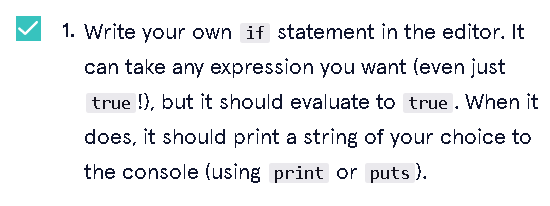 1. Write your own if statement in the editor. It
can take any expression you want (even just
true!), but it should evaluate to true. When it
does, it should print a string of your choice to
the console (using print or puts).